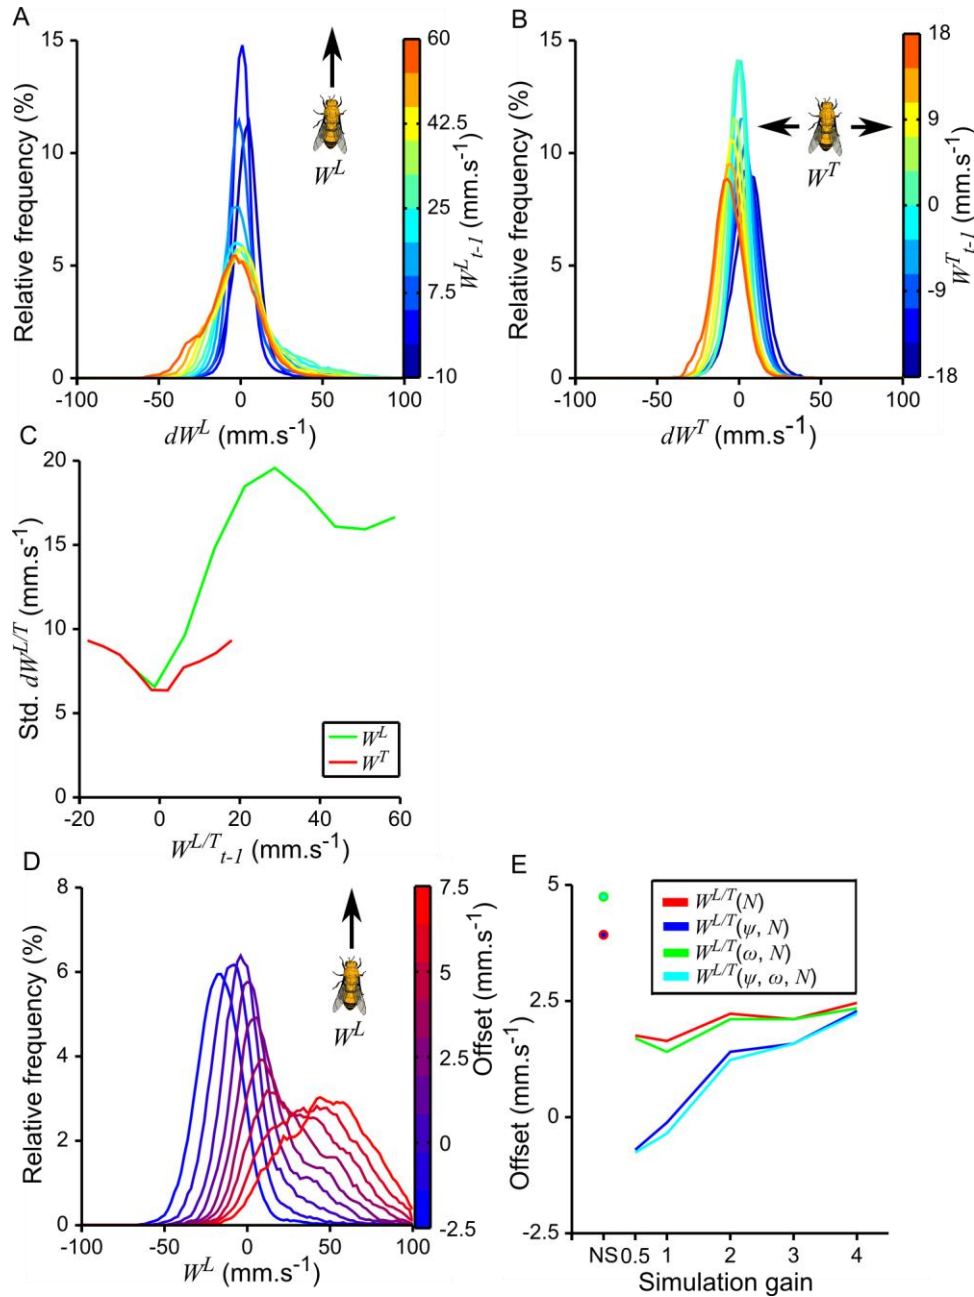 A
Relative frequency (%)
15
10
5
0
-100 -50 0 50 100
dW^L (mm.s⁻¹)
W^L
60
42.5
25
7.5
-10
W^L_{t-1} (mm.s⁻¹)
B
Relative frequency (%)
15
10
5
0
-100 -50 0 50 100
dW^T (mm.s⁻¹)
W^T
18
9
0
-9
-18
W^T_{t-1} (mm.s⁻¹)
C
Std. dW^{L/T} (mm.s⁻¹)
20
15
10
5
0
-20 0 20 40 60
W^{L/T}_{t-1} (mm.s⁻¹)
W^L
W^T
D
Relative frequency (%)
8
6
4
2
0
-100 -50 0 50 100
W^L (mm.s⁻¹)
W^L
7.5
5
2.5
0
-2.5
Offset (mm.s⁻¹)
E
Offset (mm.s⁻¹)
5
2.5
0
-2.5
NS 0.5 1 2 3 4
Simulation gain
W^{L/T}(N)
W^{L/T}(ψ, N)
W^{L/T}(ω, N)
W^{L/T}(ψ, ω, N)